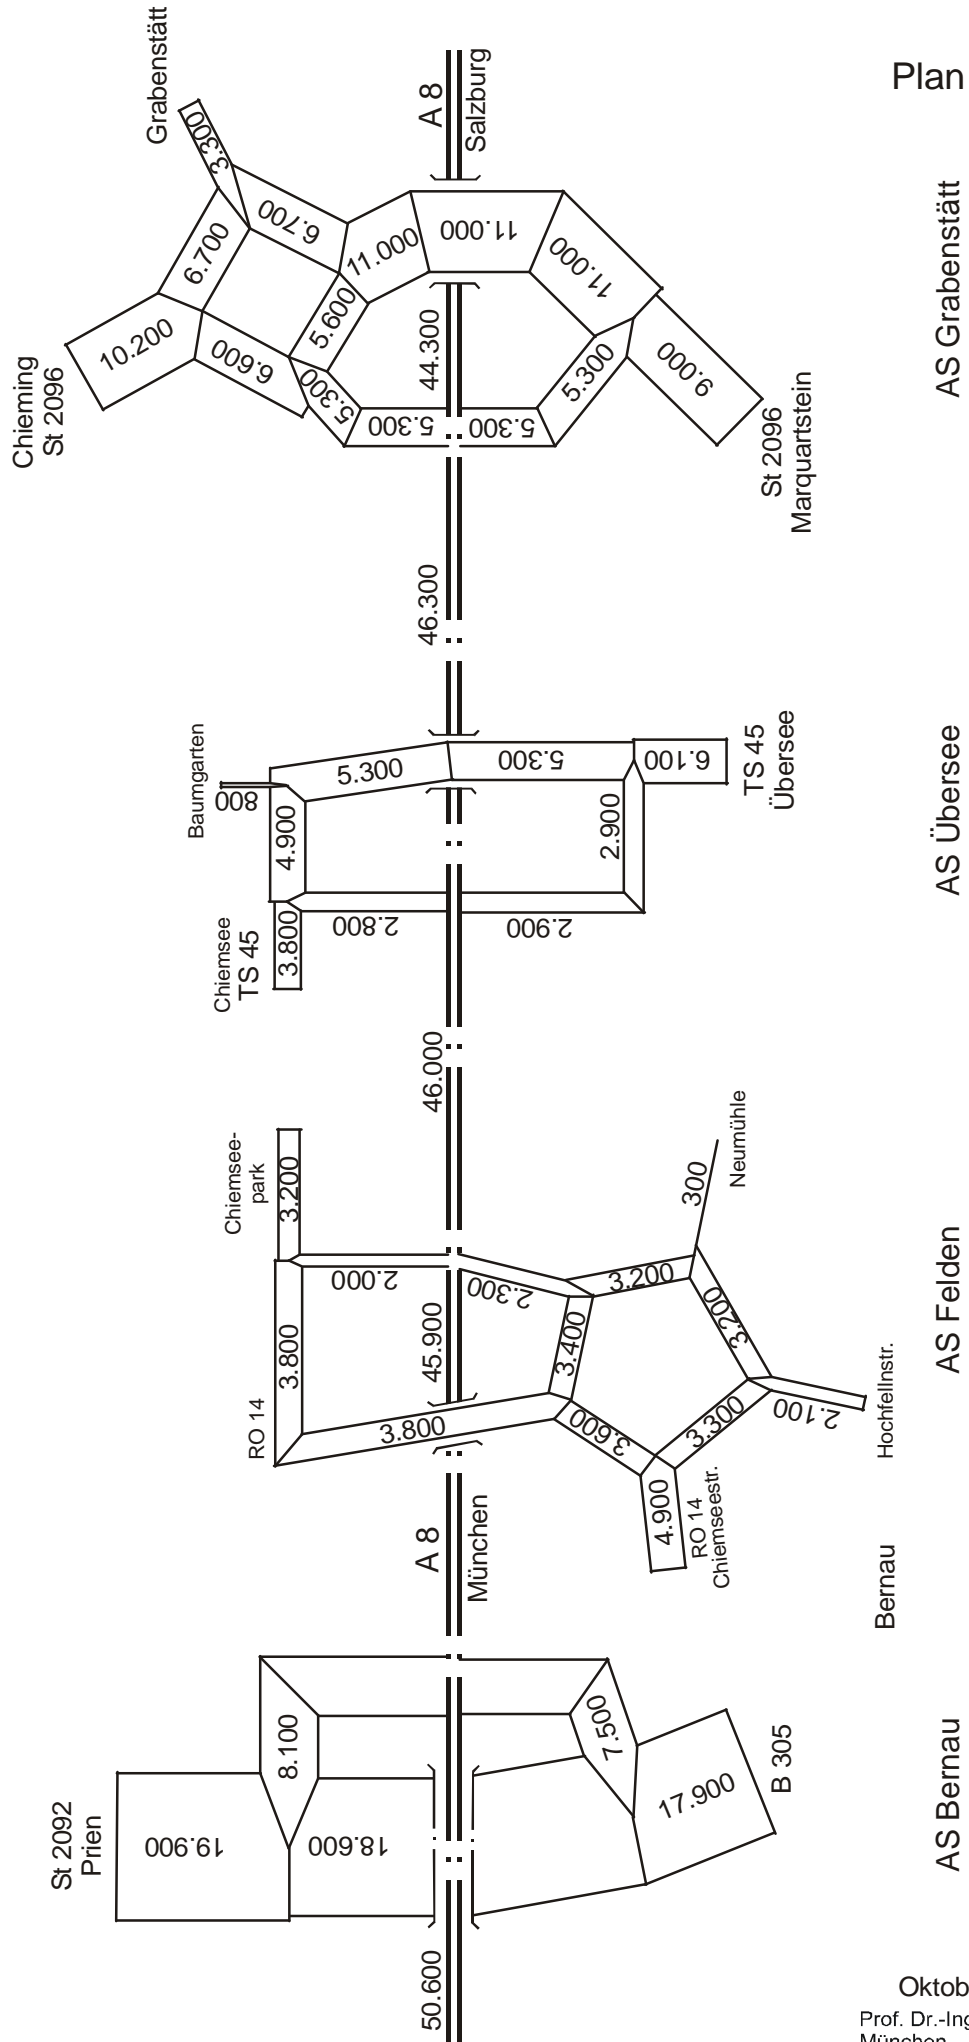 Plan
Grabenstätt
3.300
A 8
Salzburg
6.700
6.700
11.000
11.000
11.000
10.200
6.600
5.600
5.300
44.300
5.300
9.000
5.300
5.300
Chieming
St 2096
St 2096
Marquartstein
AS Grabenstätt
46.300
Baumgarten
800
5.300
5.300
6.100
TS 45
Übersee
4.900
2.900
Chiemsee
TS 45
3.800
2.800
2.900
AS Übersee
46.000
Chiemsee-
park
3.200
Neumühle
300
2.000
2.300
3.200
3.800
45.900
3.400
3.200
RO 14
3.800
3.600
3.300
2.100
Hochfellnstr.
4.900
RO 14
Chiemseestr.
AS Felden
A 8
München
Bernau
8.100
7.500
St 2092
Prien
19.900
18.600
17.900
B 305
AS Bernau
50.600
Oktob
Prof. Dr.-Ing
München